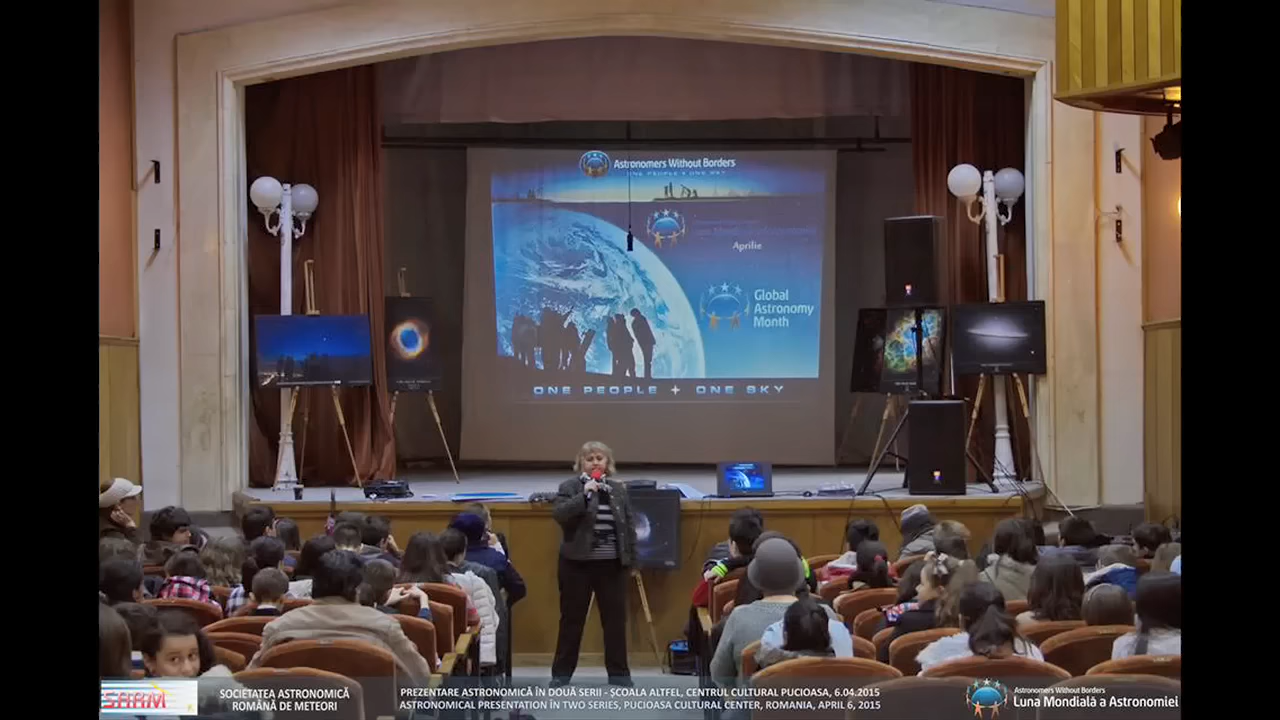 Astronomers Without Borders
ONE PEOPLE ✦ ONE SKY
Aprilie
Global
Astronomy
Month
ONE PEOPLE + ONE SKY
SARM
SOCIETATEA ASTRONOMICĂ
ROMÂNĂ DE METEORI
PREZENTARE ASTRONOMICĂ ÎN DOUĂ SERII - ȘCOALA ALTFEL, CENTRUL CULTURAL PUCIOASA, 6.04.2015
ASTRONOMICAL PRESENTATION IN TWO SERIES, PUCIOASA CULTURAL CENTER, ROMANIA, APRIL 6, 2015
Astronomers Without Borders
Luna Mondială a Astronomiei